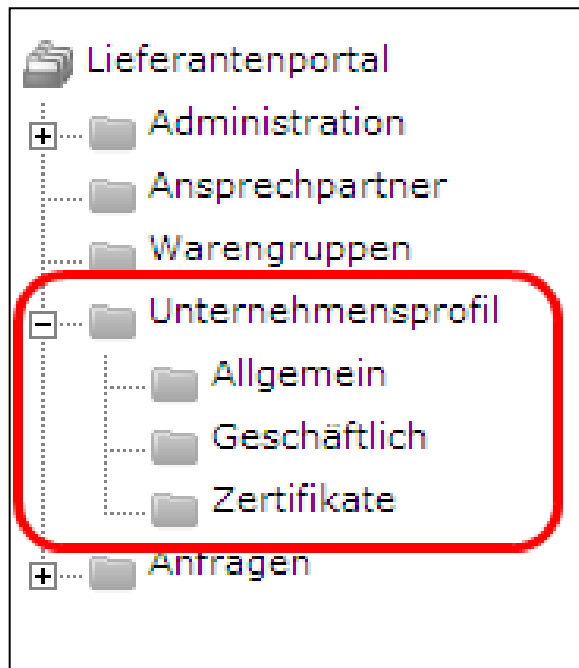 Lieferantenportal
Administration
Ansprechpartner
Warengruppen
Unternehmensprofil
Allgemein
Geschäftlich
Zertifikate
Anfragen